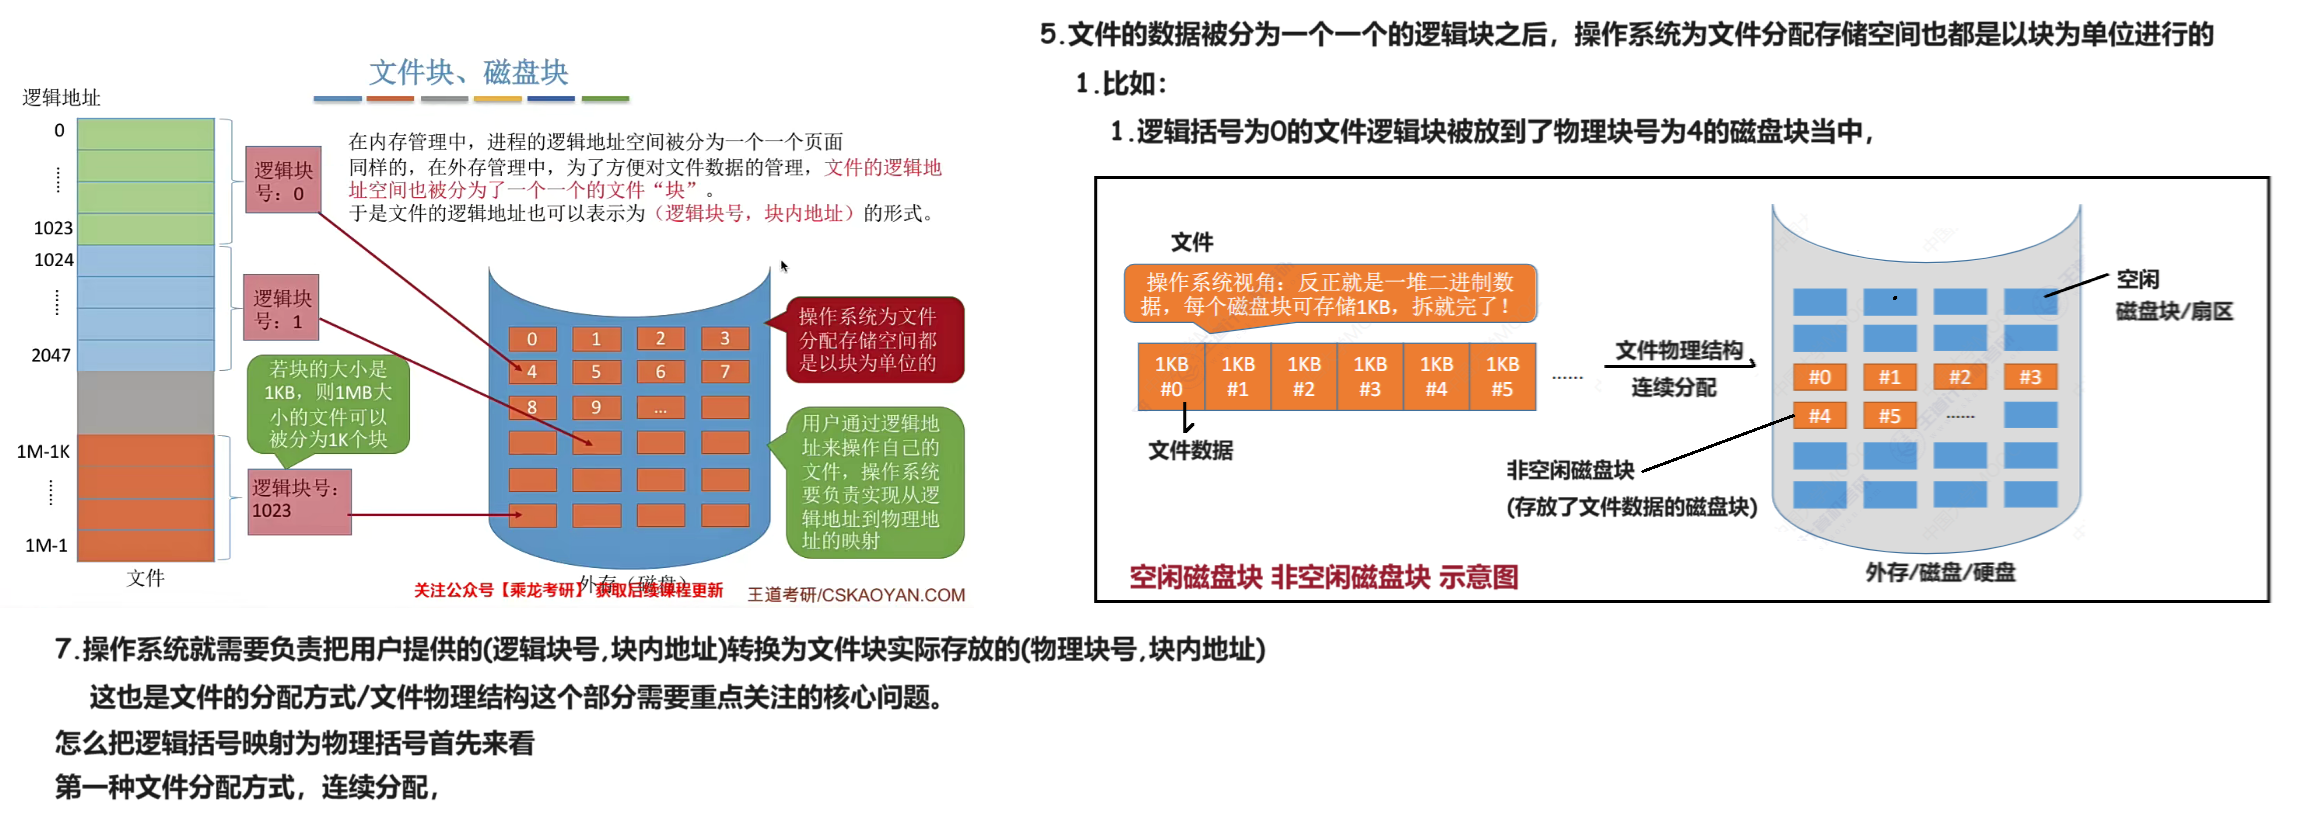 文件块、磁盘块
逻辑地址
0
1023
1024
2047
1M-1K
1M-1
文件
逻辑块
号：0
逻辑块
号：1
逻辑块号：
1023
若块的大小是
1KB，则1MB大
小的文件可以
被分为1K个块
在内存管理中，进程的逻辑地址空间被分为一个一个页面
同样的，在外存管理中，为了方便对文件数据的管理，文件的逻辑地
址空间也被分为了一个一个的文件“块”。
于是文件的逻辑地址也可以表示为（逻辑块号，块内地址）的形式。
0 1 2 3
4 5 6 7
8 9 ...
外存（磁盘）
操作系统为文件
分配存储空间都
是以块为单位的
用户通过逻辑地
址来操作自己的
文件，操作系统
要负责实现从逻
辑地址到物理地
址的映射
关注公众号【乘龙考研】获取后续课程更新
王道考研/CSKAOYAN.COM
5.文件的数据被分为一个一个的逻辑块之后，操作系统为文件分配存储空间也都是以块为单位进行的
1.比如：
1.逻辑括号为0的文件逻辑块被放到了物理块号为4的磁盘块当中，
文件
操作系统视角：反正就是一堆二进制数
据，每个磁盘块可存储1KB，拆就完了！
1KB 1KB 1KB 1KB 1KB 1KB
#0 #1 #2 #3 #4 #5 ……
文件数据
文件物理结构
连续分配
#0 #1 #2 #3
#4 #5 ……
空闲
磁盘块/扇区
非空闲磁盘块
(存放了文件数据的磁盘块)
外存/磁盘/硬盘
空闲磁盘块 非空闲磁盘块 示意图
7.操作系统就需要负责把用户提供的(逻辑块号,块内地址)转换为文件块实际存放的(物理块号,块内地址)
这也是文件的分配方式/文件物理结构这个部分需要重点关注的核心问题。
怎么把逻辑括号映射为物理括号首先来看
第一种文件分配方式，连续分配，